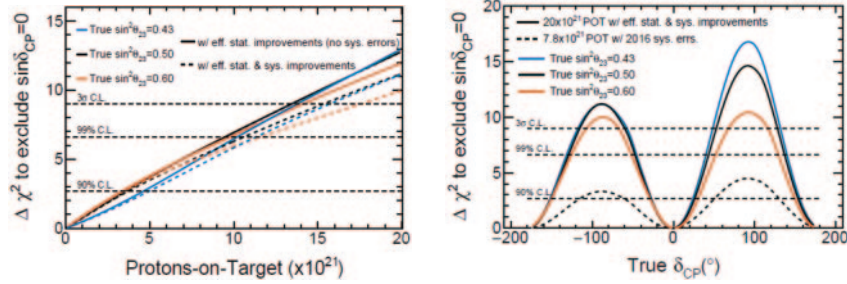 Δ χ² to exclude sinδCP=0
15
10
5
0
True sin²θ23=0.43
True sin²θ23=0.50
True sin²θ23=0.60
w/ eff. stat. improvements (no sys. errors)
w/ eff. stat. & sys. improvements
3σ C.L.
99% C.L.
90% C.L.
0
5
10
15
20
Protons-on-Target (x10²¹)
Δ χ² to exclude sinδCP=0
20
15
10
5
0
20x10²¹ POT w/ eff. stat. & sys. improvements
7.8x10²¹ POT w/ 2016 sys. errs.
True sin²θ23=0.43
True sin²θ23=0.50
True sin²θ23=0.60
3σ C.L.
99% C.L.
90% C.L.
−200
−100
0
100
200
True δCP(°)